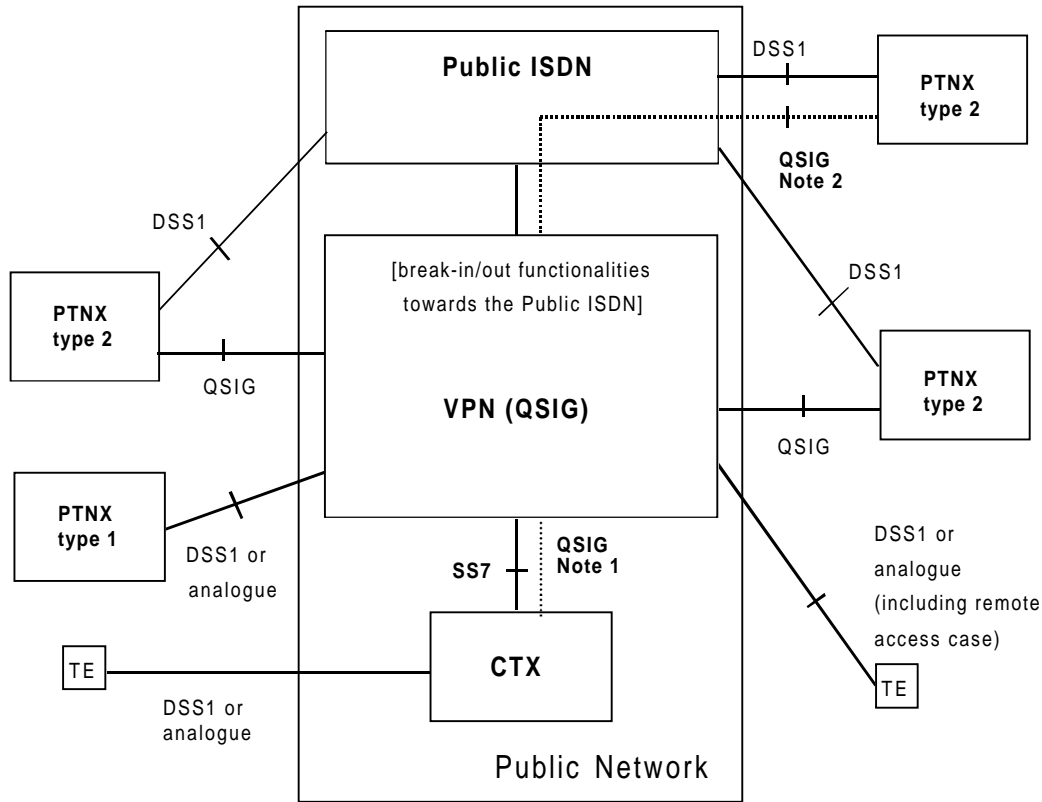 DSS1
Public ISDN
PTNX
type 2
QSIG
Note 2
DSS1
[break-in/out functionalities
towards the Public ISDN]
DSS1
PTNX
type 2
QSIG
VPN (QSIG)
PTNX
type 2
QSIG
PTNX
type 1
DSS1 or
analogue
SS7
QSIG
Note 1
DSS1 or
analogue
(including remote
access case)
TE
CTX
TE
DSS1 or
analogue
Public Network